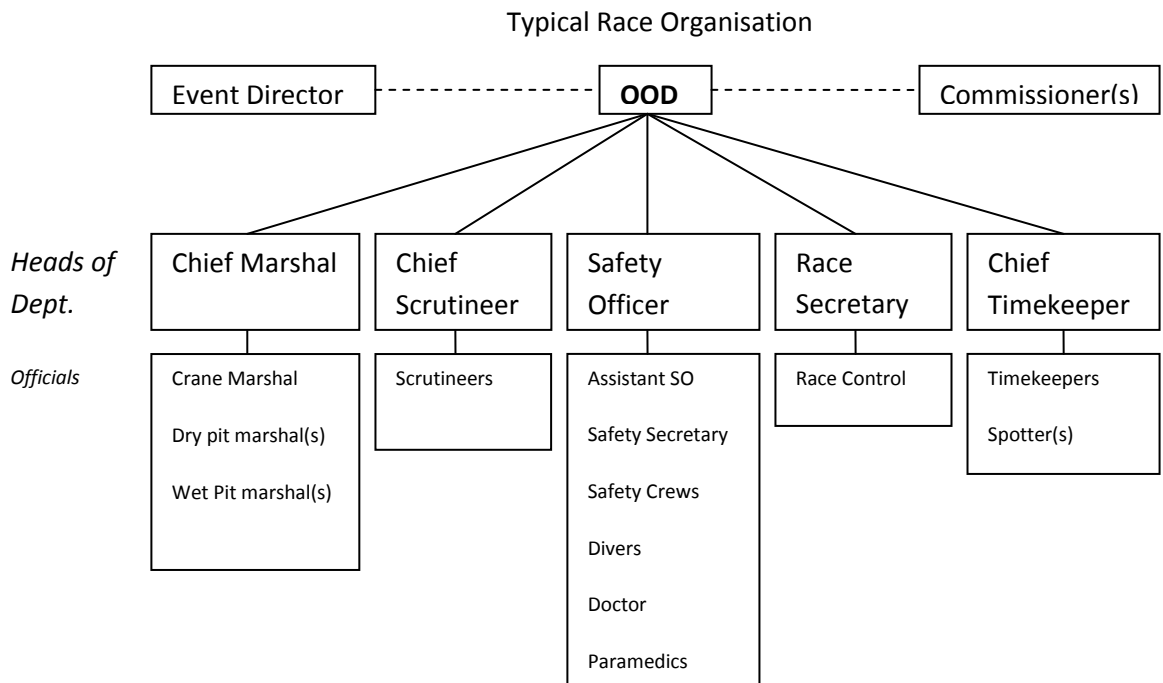 Typical Race Organisation
Event Director
OOD
Commissioner(s)
Heads of
Dept.
Chief Marshal
Chief
Scrutineer
Safety
Officer
Race
Secretary
Chief
Timekeeper
Officials
Crane Marshal
Dry pit marshal(s)
Wet Pit marshal(s)
Scrutineers
Assistant SO
Safety Secretary
Safety Crews
Divers
Doctor
Paramedics
Race Control
Timekeepers
Spotter(s)